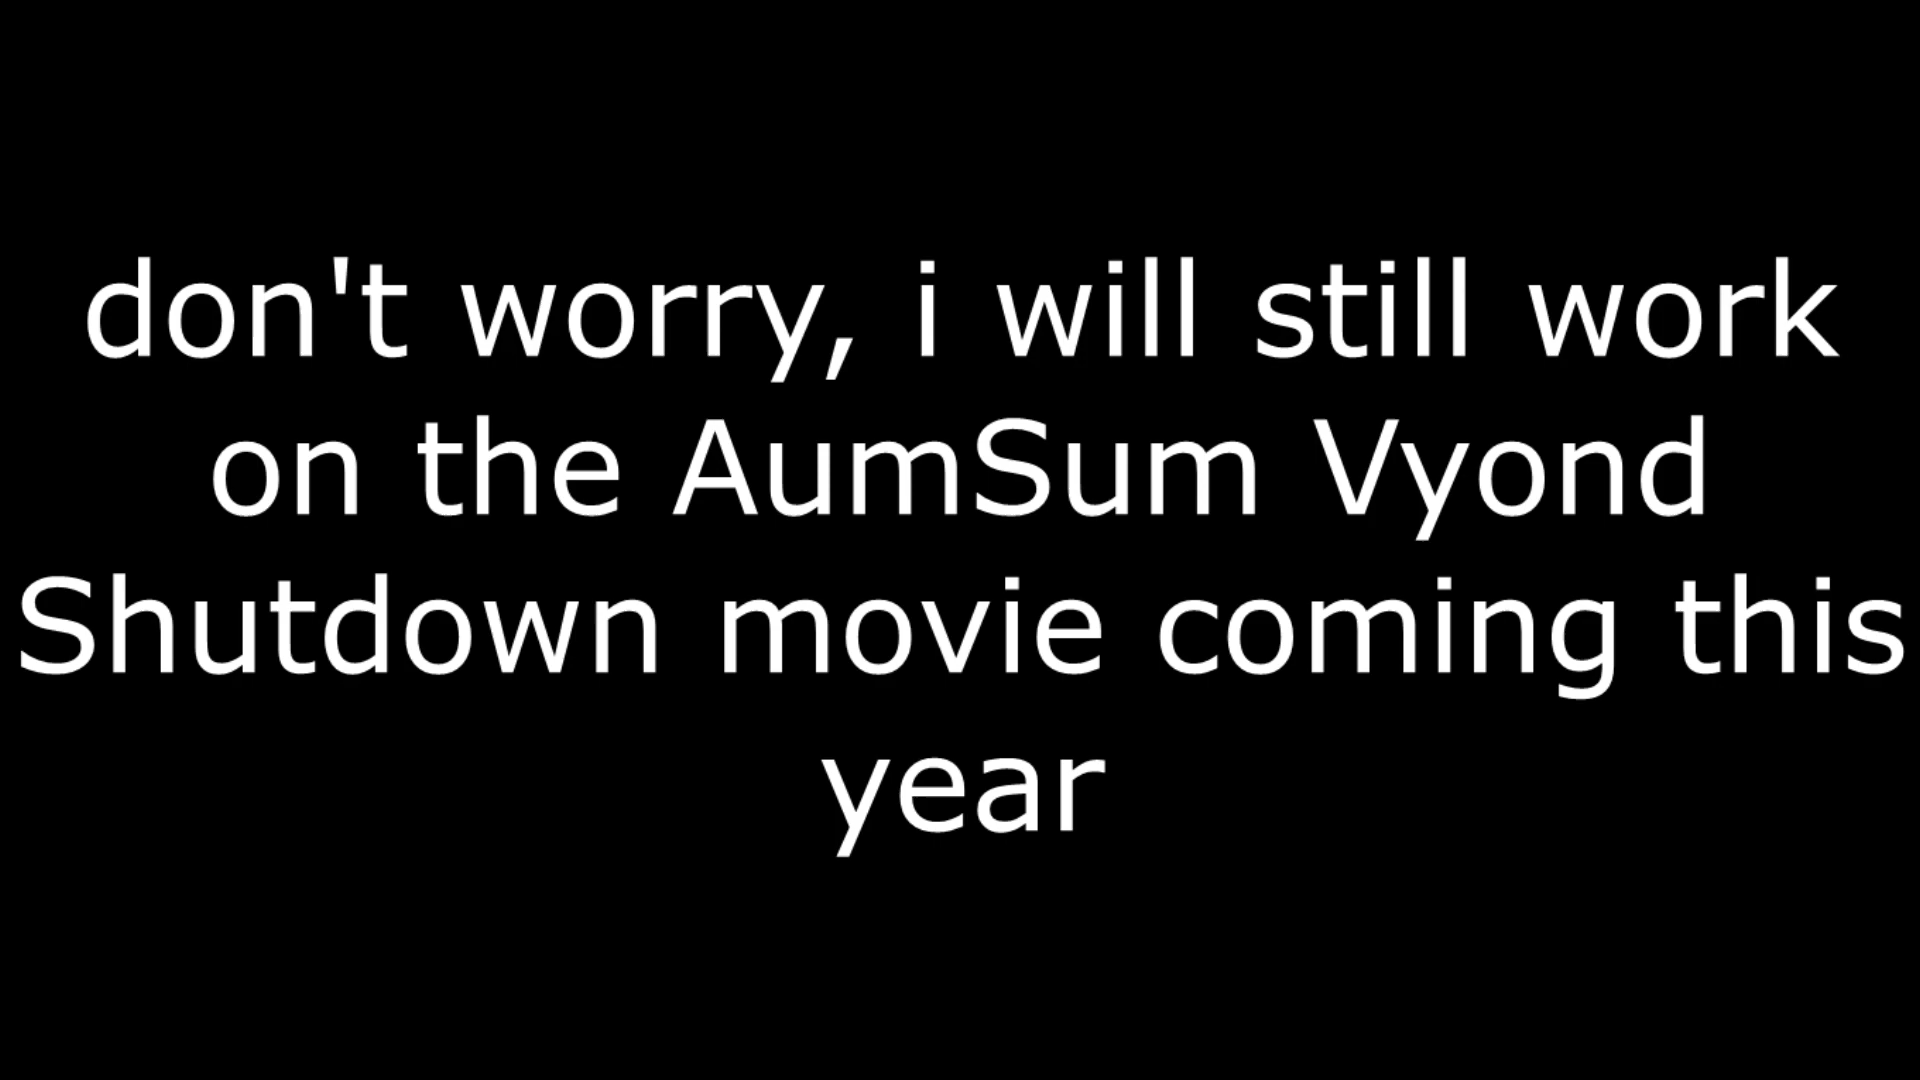 don't worry, i will still work
on the AumSum Vyond
Shutdown movie coming this
year